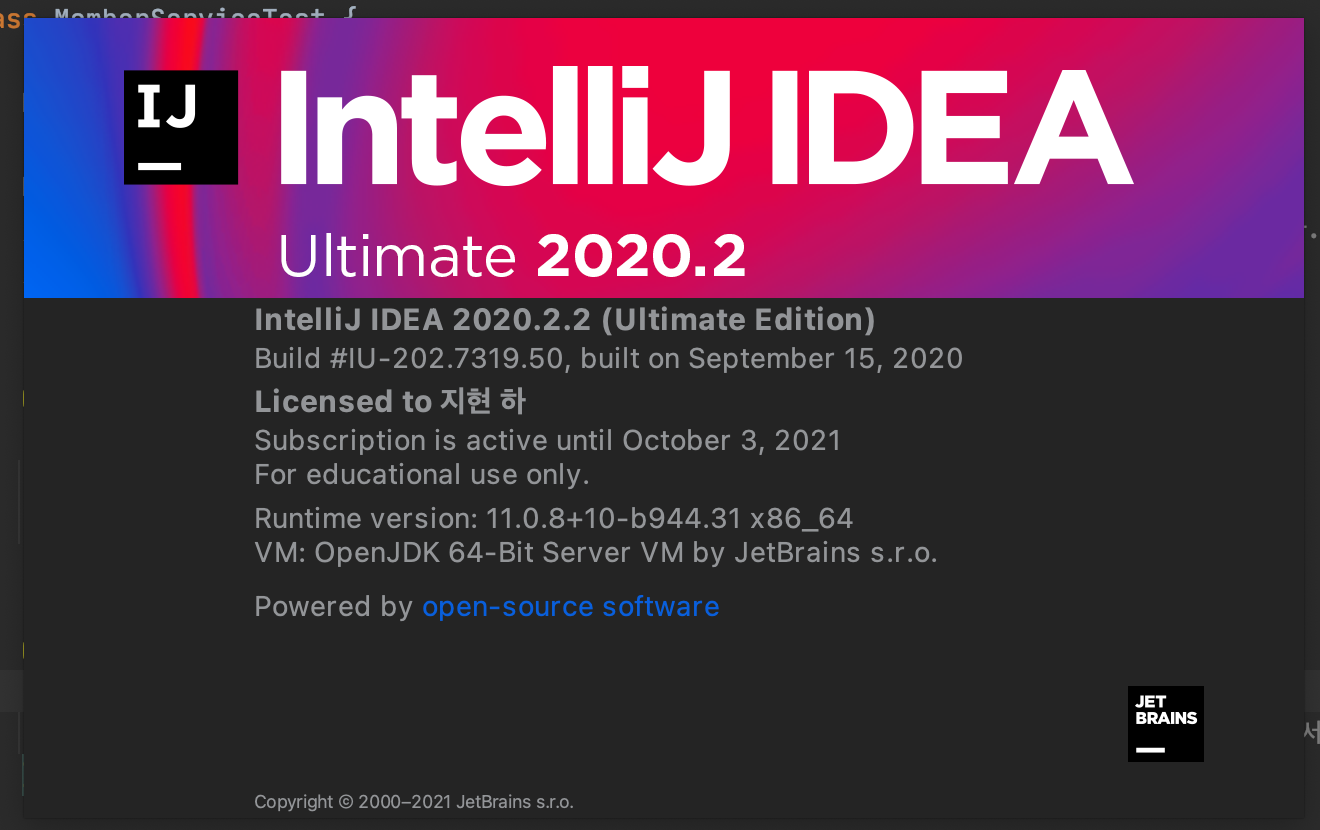 MemberServiceTest {
IJ
IntelliJ IDEA
Ultimate 2020.2
IntelliJ IDEA 2020.2.2 (Ultimate Edition)
Build #IU-202.7319.50, built on September 15, 2020
Licensed to 지현 하
Subscription is active until October 3, 2021
For educational use only.
Runtime version: 11.0.8+10-b944.31 x86_64
VM: OpenJDK 64-Bit Server VM by JetBrains s.r.o.
Powered by open-source software
JET
BRAINS
Copyright © 2000–2021 JetBrains s.r.o.